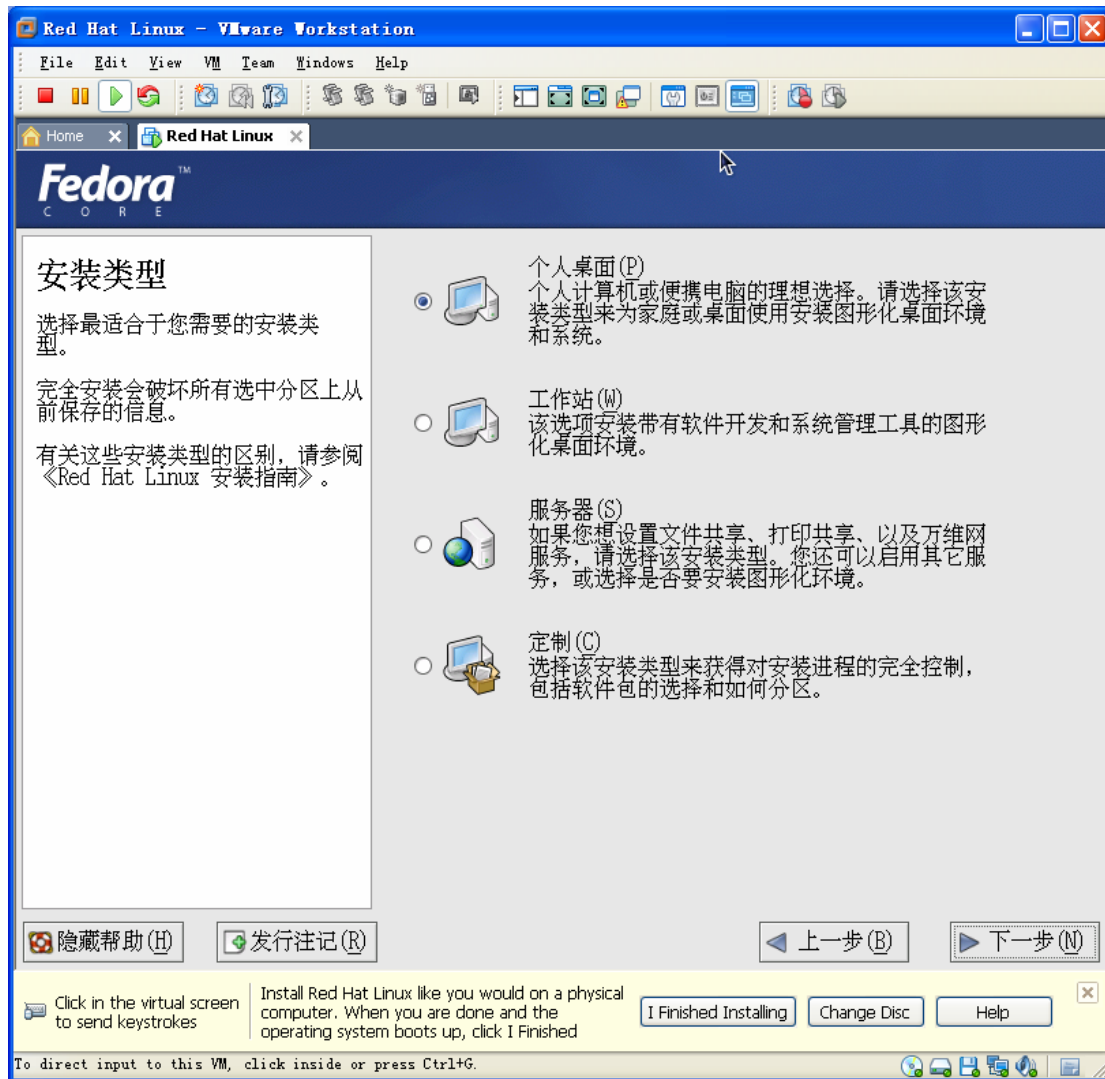 Red Hat Linux - VMware Workstation
File Edit View VM Team Windows Help
Home Red Hat Linux
Fedora™
CORE
安装类型
选择最适合于您需要的安装类
型。
完全安装会破坏所有选中分区上从
前保存的信息。
有关这些安装类型的区别，请参阅
《Red Hat Linux 安装指南》。
个人桌面(P)
个人计算机或便携电脑的理想选择。请选择该安
装类型来为家庭或桌面使用安装图形化桌面环境
和系统。
工作站(W)
该选项安装带有软件开发和系统管理工具的图形
化桌面环境。
服务器(S)
如果您想设置文件共享、打印共享、以及万维网
服务，请选择该安装类型。您还可以启用其它服
务，或选择是否要安装图形化环境。
定制(C)
选择该安装类型来获得对安装进程的完全控制，
包括软件包的选择和如何分区。
隐藏帮助(H) 发行注记(R) 上一步(B) 下一步(N)
Click in the virtual screen
to send keystrokes
Install Red Hat Linux like you would on a physical
computer. When you are done and the
operating system boots up, click I Finished
I Finished Installing Change Disc Help
To direct input to this VM, click inside or press Ctrl+G.